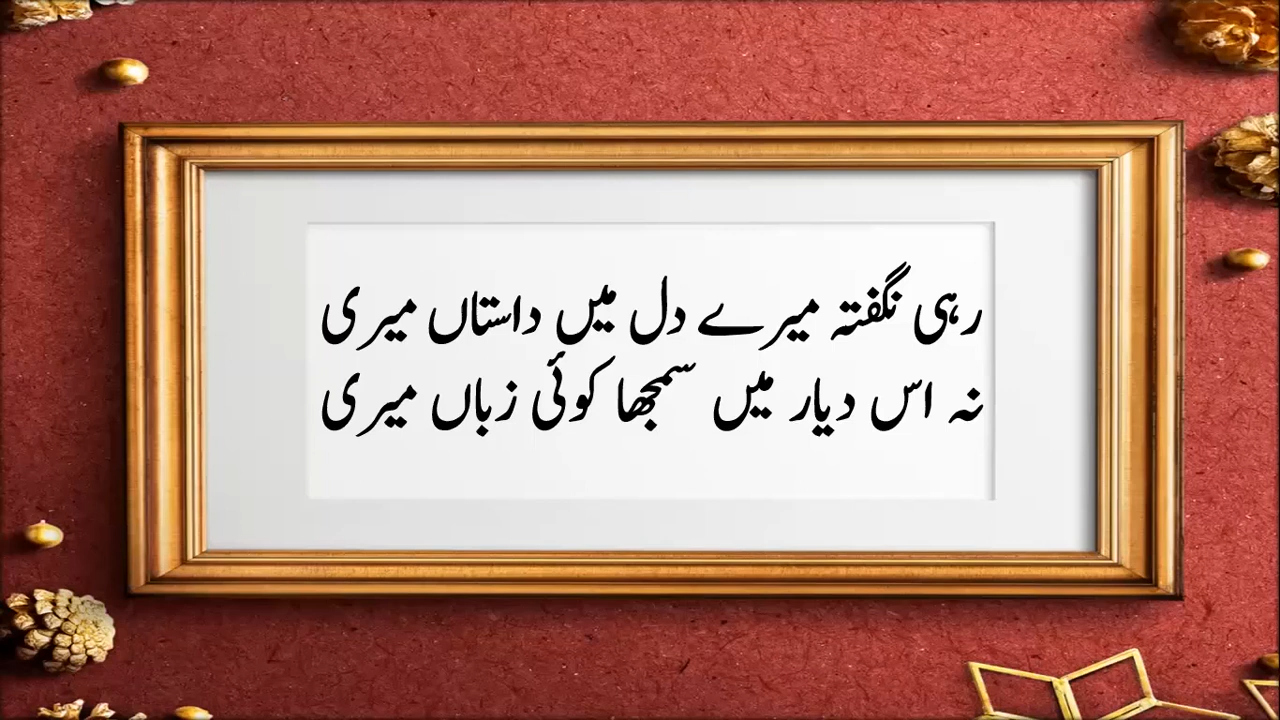 رہی نگفتہ میرے دل میں داستاں میری
نہ اس دیار میں سمجھا کوئی زباں میری